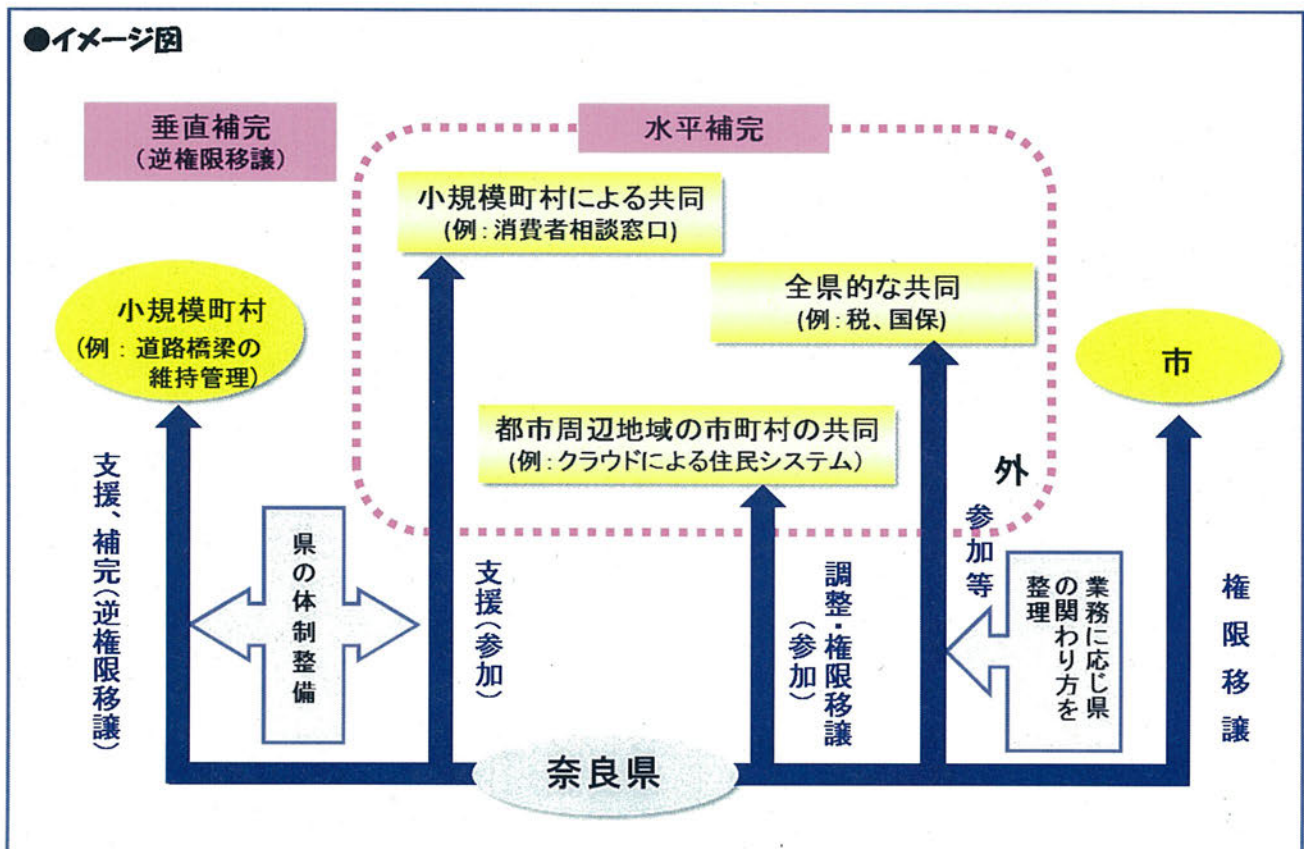 ●イメージ図
垂直補完
(逆権限移譲)
水平補完
小規模町村による共同
(例:消費者相談窓口)
全県的な共同
(例:税、国保)
小規模町村
(例:道路橋梁の
維持管理)
市
都市周辺地域の市町村の共同
(例:クラウドによる住民システム)
外
支援、補完(逆権限移譲)
県の体制整備
支援(参加)
調整・権限移譲
(参加)
参加等
業務に応じ県
の関わり方を
整理
権限移譲
奈良県